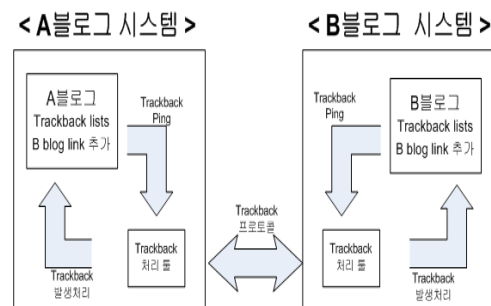 < A블로그 시스템 >
A블로그
Trackback lists
B blog link 추가
Trackback
Ping
Trackback
처리 툴
Trackback
발생처리
Trackback
프로토콜
< B블로그 시스템 >
Trackback
Ping
B블로그
Trackback lists
B blog link 추가
Trackback
처리 툴
Trackback
발생처리